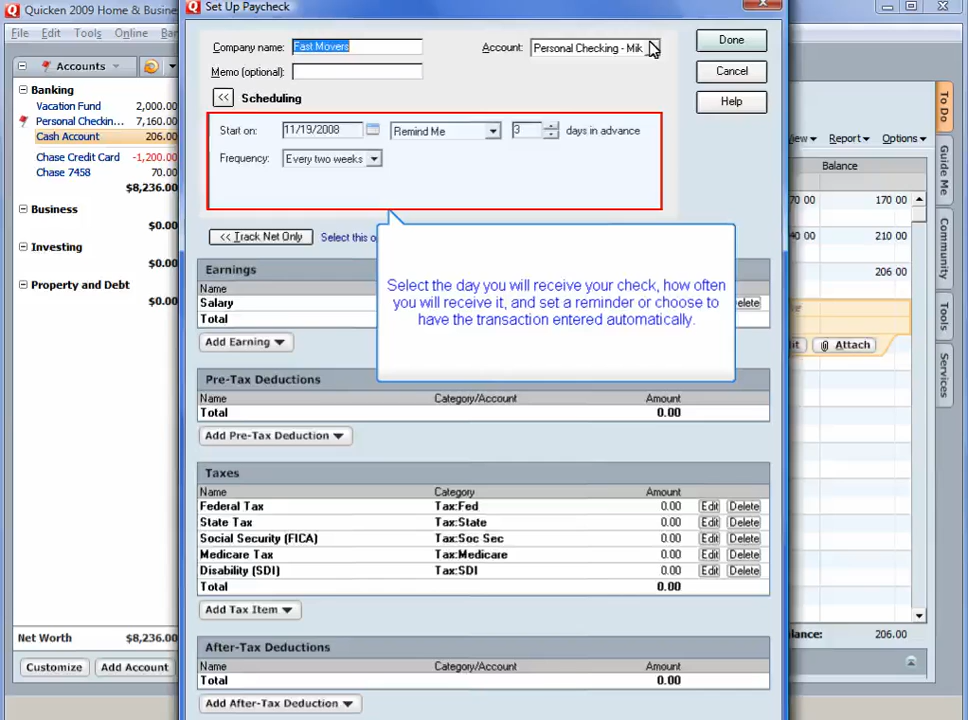 Quicken 2009 Home & Busine
File Edit Tools Online Ban
Accounts
Banking
Vacation Fund 2,000.00
Personal Checkin... 7,160.00
Cash Account 206.00
Chase Credit Card -1,200.00
Chase 7458 70.00
$8,236.00
Business
$0.00
Investing
$0.00
Property and Debt
$0.00
Net Worth $8,236.00
Customize Add Account
Set Up Paycheck
Company name: Fast Movers Account: Personal Checking - Mik
Memo (optional):
Done
Cancel
Help
<< Scheduling
Start on: 11/19/2008 Remind Me 3 days in advance
Frequency: Every two weeks
<< Track Net Only Select this o
Select the day you will receive your check, how often
you will receive it, and set a reminder or choose to
have the transaction entered automatically.
Earnings
Name
Salary elete
Total
Add Earning
Pre-Tax Deductions
Name Category/Account Amount
Total 0.00
Add Pre-Tax Deduction
Taxes
Name Category Amount
Federal Tax Tax:Fed 0.00 Edit Delete
State Tax Tax:State 0.00 Edit Delete
Social Security (FICA) Tax:Soc Sec 0.00 Edit Delete
Medicare Tax Tax:Medicare 0.00 Edit Delete
Disability (SDI) Tax:SDI 0.00 Edit Delete
Total 0.00
Add Tax Item
After-Tax Deductions
Name Category/Account Amount
Total 0.00
Add After-Tax Deduction
iew Report Options
Balance
70 00 170 00
40 00 210 00
206 00
dit Attach
alance: 206.00
To Do
Guide Me
Community
Tools
Services